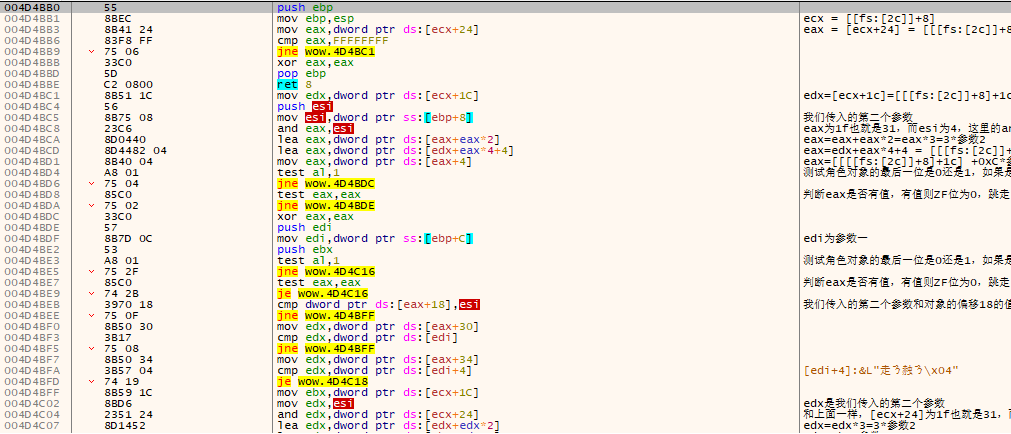 004D4BB0 55 push ebp
004D4BB1 8BEC mov ebp,esp ecx = [[fs:[2c]]+8]
004D4BB3 8B41 24 mov eax,dword ptr ds:[ecx+24] eax = [ecx+24] = [[[fs:[2c]]+8
004D4BB6 83F8 FF cmp eax,FFFFFFFF
004D4BB9 75 06 jne wow.4D4BC1
004D4BBB 33C0 xor eax,eax
004D4BBD 5D pop ebp
004D4BBE C2 0800 ret 8
004D4BC1 8B51 1C mov edx,dword ptr ds:[ecx+1C] edx=[ecx+1c]=[[[fs:[2c]]+8]+1c
004D4BC4 56 push esi
004D4BC5 8B75 08 mov esi,dword ptr ss:[ebp+8] 我们传入的第二个参数
004D4BC8 23C6 and eax,esi eax为1f也就是31，而esi为4，这里的an
004D4BCA 8D0440 lea eax,dword ptr ds:[eax+eax*2] eax=eax+eax*2=eax*3=3*参数2
004D4BCD 8D4482 04 lea eax,dword ptr ds:[edx+eax*4+4] eax=edx+eax*4+4 = [[[fs:[2c]]+
004D4BD1 8B40 04 mov eax,dword ptr ds:[eax+4] eax=[[[[fs:[2c]]+8]+1c] +0xC*参
004D4BD4 A8 01 test al,1 测试角色对象的最后一位是0还是1，如果是
004D4BD6 75 04 jne wow.4D4BDC
004D4BD8 85C0 test eax,eax 判断eax是否有值，有值则ZF位为0，跳走
004D4BDA 75 02 jne wow.4D4BDE
004D4BDC 33C0 xor eax,eax
004D4BDE 57 push edi
004D4BDF 8B7D 0C mov edi,dword ptr ss:[ebp+C] edi为参数一
004D4BE2 53 push ebx
004D4BE3 A8 01 test al,1 测试角色对象的最后一位是0还是1，如果是
004D4BE5 75 2F jne wow.4D4C16
004D4BE7 85C0 test eax,eax 判断eax是否有值，有值则ZF位为0，跳走
004D4BE9 74 2B je wow.4D4C16
004D4BEB 3970 18 cmp dword ptr ds:[eax+18],esi 我们传入的第二个参数和对象的偏移18的值
004D4BEE 75 0F jne wow.4D4BFF
004D4BF0 8B50 30 mov edx,dword ptr ds:[eax+30]
004D4BF3 3B17 cmp edx,dword ptr ds:[edi]
004D4BF5 75 08 jne wow.4D4BFF
004D4BF7 8B50 34 mov edx,dword ptr ds:[eax+34]
004D4BFA 3B57 04 cmp edx,dword ptr ds:[edi+4] [edi+4]:&L"走 \x04"
004D4BFD 74 19 je wow.4D4C18
004D4BFF 8B59 1C mov ebx,dword ptr ds:[ecx+1C]
004D4C02 8BD6 mov edx,esi edx是我们传入的第二个参数
004D4C04 2351 24 and edx,dword ptr ds:[ecx+24] 和上面一样，[ecx+24]为1f也就是31，而
004D4C07 8D1452 lea edx,dword ptr ds:[edx+edx*2] edx=edx*3=3*参数2